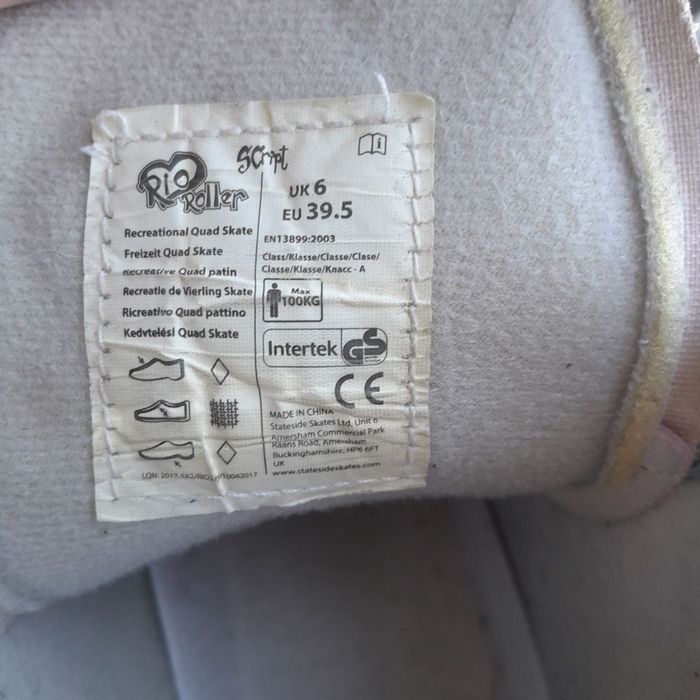 Rio Roller
SCript
Recreational Quad Skate
Freizeit Quad Skate
Recreative Quad patin
Recreatie de Vierling Skate
Ricreativo Quad pattino
Kedvtelési Quad Skate
UK 6
EU 39.5
EN13899:2003
Class/Klasse/Classe/Clase/
Classe/Klasse/Класс - A
Max
100KG
Intertek GS
CE
MADE IN CHINA
Stateside Skates Ltd, Unit 6
Amersham Commercial Park
Raans Road, Amersham
Buckinghamshire, HP6 6FT
UK
www.statesideskates.com